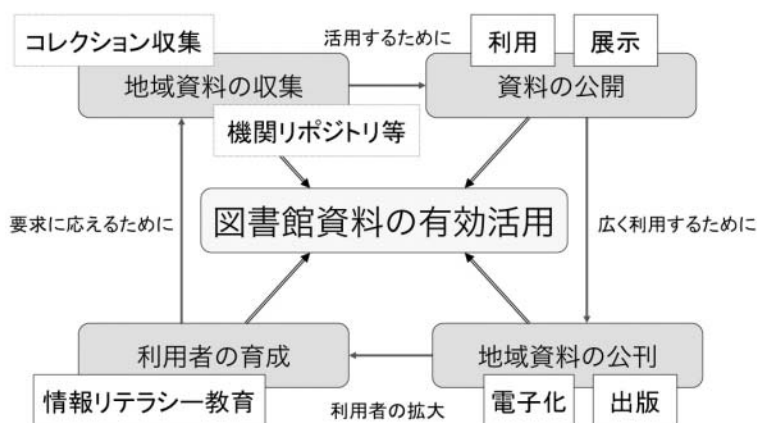 コレクション収集
活用するために
利用
展示
地域資料の収集
資料の公開
機関リポジトリ等
要求に応えるために
図書館資料の有効活用
広く利用するために
利用者の育成
地域資料の公刊
情報リテラシー教育
利用者の拡大
電子化
出版